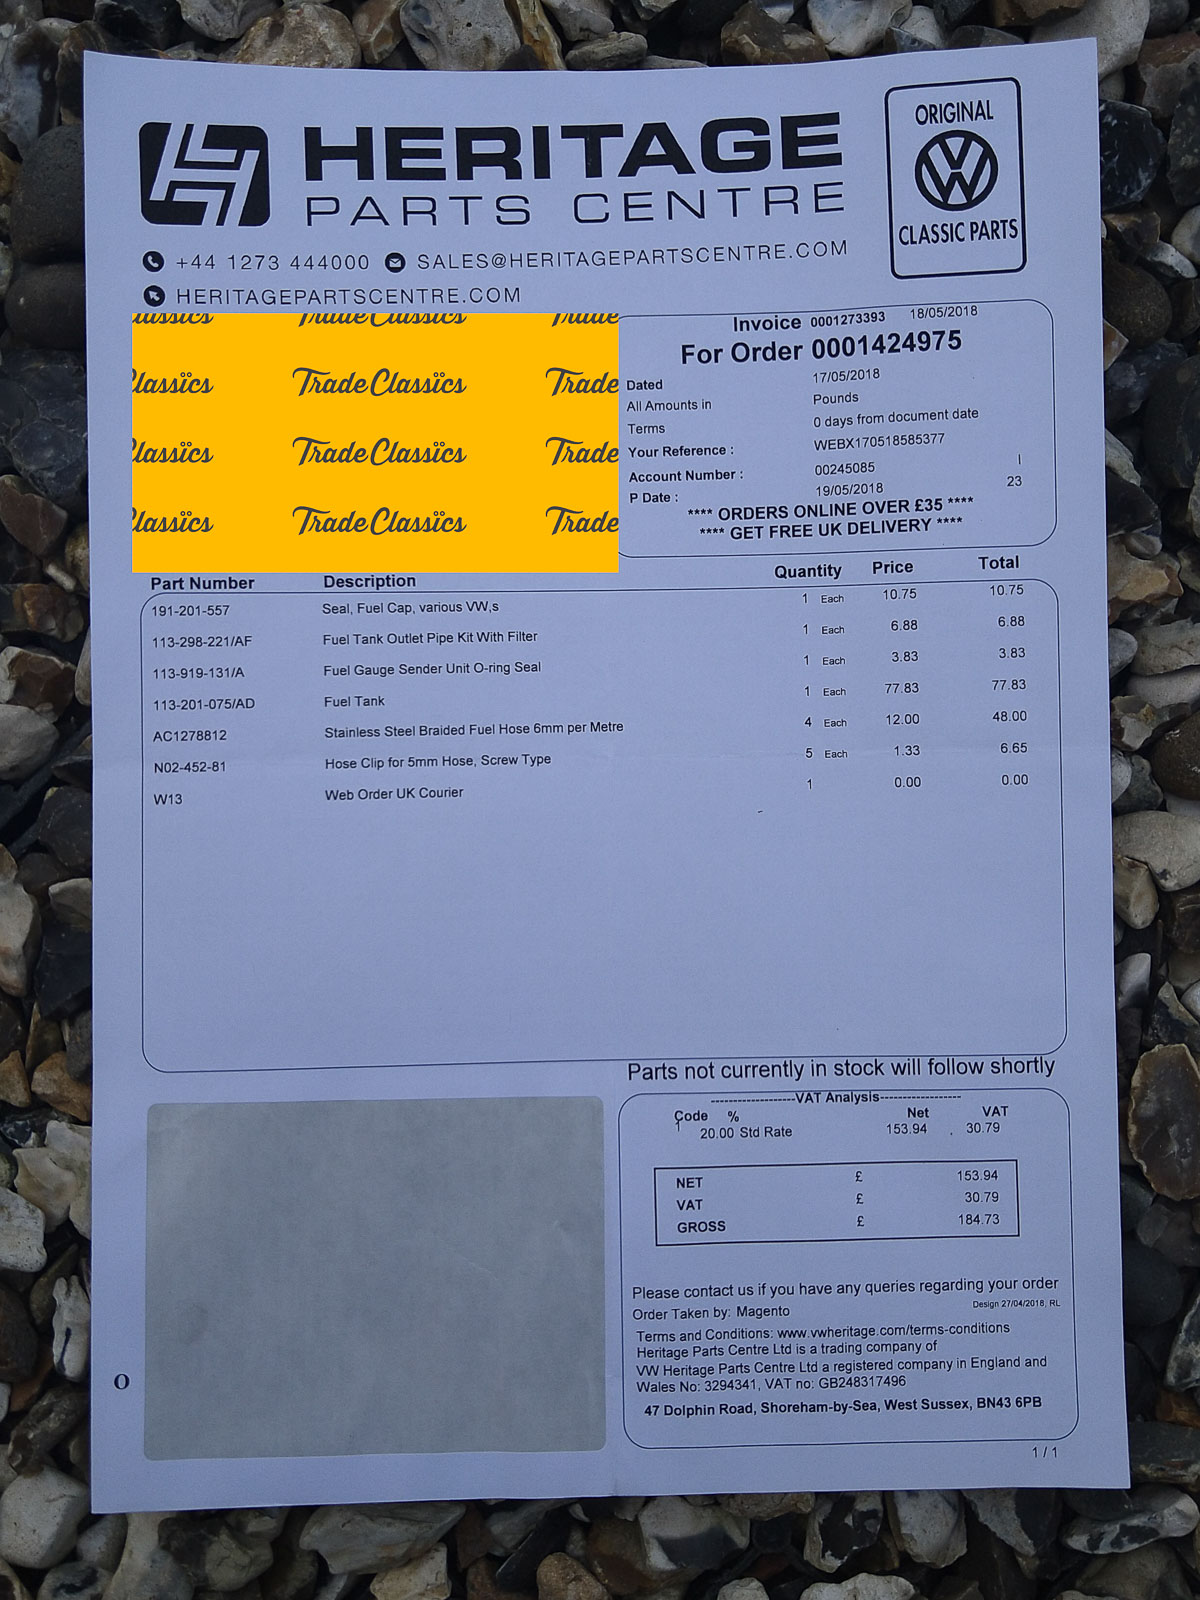 HERITAGE
PARTS CENTRE
ORIGINAL
CLASSIC PARTS
+44 1273 444000 SALES@HERITAGEPARTSCENTRE.COM
HERITAGEPARTSCENTRE.COM
Trade Classics
Classics Trade Classics Trade
Classics Trade Classics Trade
Classics Trade Classics Trade
Invoice 0001273393 18/05/2018
For Order 0001424975
Dated 17/05/2018
All Amounts in Pounds
Terms 0 days from document date
Your Reference : WEBX170518585377
Account Number : 00245085 I
P Date : 19/05/2018 23
**** ORDERS ONLINE OVER £35 ****
**** GET FREE UK DELIVERY ****
Part Number Description Quantity Price Total
191-201-557 Seal, Fuel Cap, various VW,s 1 Each 10.75 10.75
113-298-221/AF Fuel Tank Outlet Pipe Kit With Filter 1 Each 6.88 6.88
113-919-131/A Fuel Gauge Sender Unit O-ring Seal 1 Each 3.83 3.83
113-201-075/AD Fuel Tank 1 Each 77.83 77.83
AC1278812 Stainless Steel Braided Fuel Hose 6mm per Metre 4 Each 12.00 48.00
N02-452-81 Hose Clip for 5mm Hose, Screw Type 5 Each 1.33 6.65
W13 Web Order UK Courier 1 0.00 0.00
Parts not currently in stock will follow shortly
-------------------VAT Analysis------------------
Code % Net VAT
1 20.00 Std Rate 153.94 30.79
NET £ 153.94
VAT £ 30.79
GROSS £ 184.73
Please contact us if you have any queries regarding your order
Order Taken by: Magento Design 27/04/2018, RL
Terms and Conditions: www.vwheritage.com/terms-conditions
Heritage Parts Centre Ltd is a trading company of
VW Heritage Parts Centre Ltd a registered company in England and
Wales No: 3294341, VAT no: GB248317496
47 Dolphin Road, Shoreham-by-Sea, West Sussex, BN43 6PB
O
1 / 1